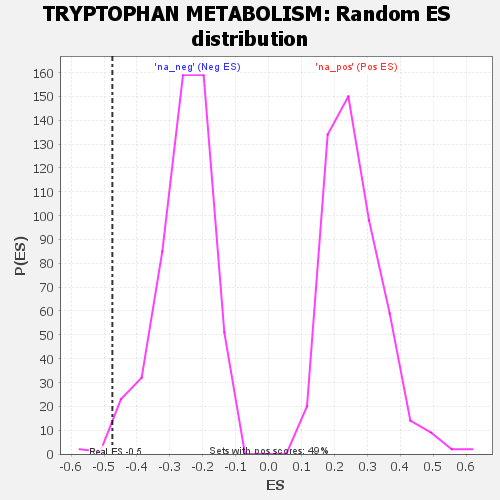 TRYPTOPHAN METABOLISM: Random ES
distribution
'na_neg' (Neg ES) 'na_pos' (Pos ES)
160
150
140
130
120
110
100
90
80
70
60
50
40
30
20
10
0
P(ES)
Real ES -0.5 Sets with pos scores: 49%
-0.6 -0.5 -0.4 -0.3 -0.2 -0.1 0.0 0.1 0.2 0.3 0.4 0.5 0.6
ES